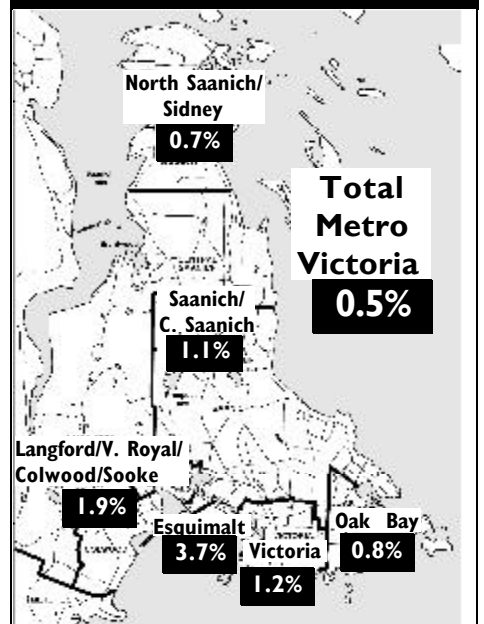 North Saanich/
Sidney
0.7%
Total
Metro
Victoria
0.5%
Saanich/
C. Saanich
1.1%
Langford/V. Royal/
Colwood/Sooke
1.9%
Esquimalt
3.7%
Victoria
1.2%
Oak Bay
0.8%
COLWOOD